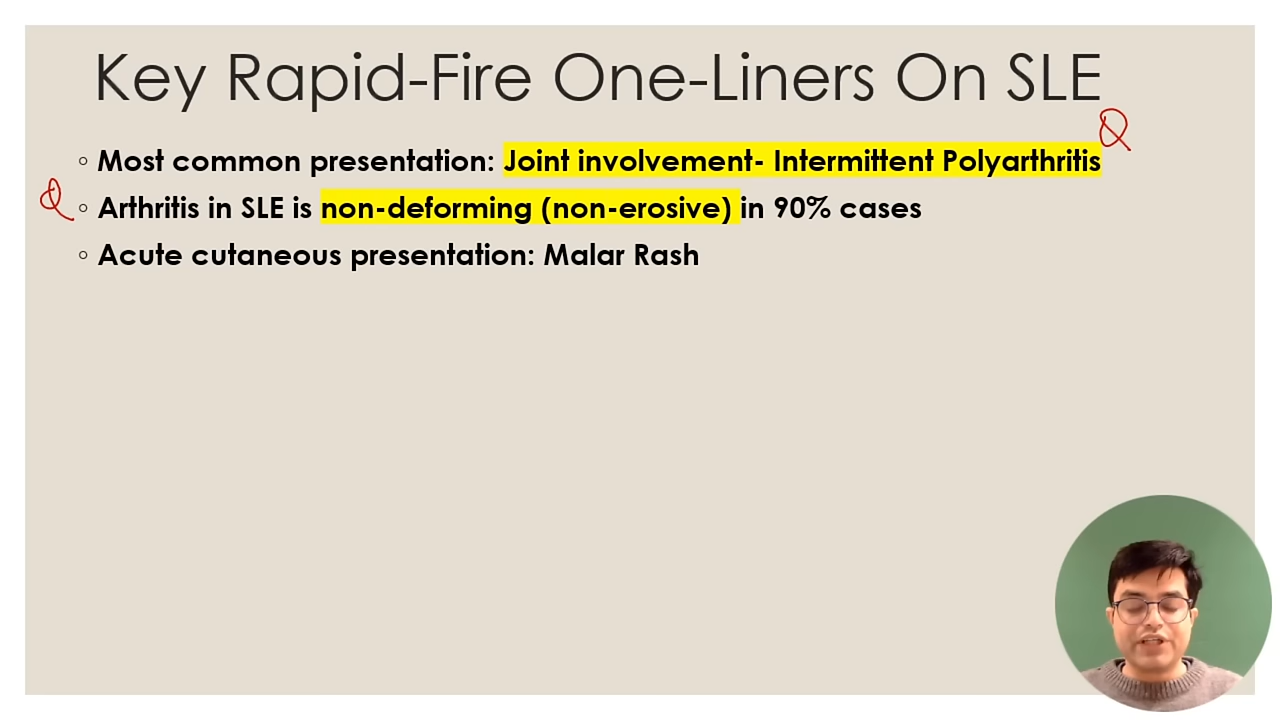 Key Rapid-Fire One-Liners On SLE
Q
◦ Most common presentation: Joint involvement- Intermittent Polyarthritis
Q
◦ Arthritis in SLE is non-deforming (non-erosive) in 90% cases
◦ Acute cutaneous presentation: Malar Rash